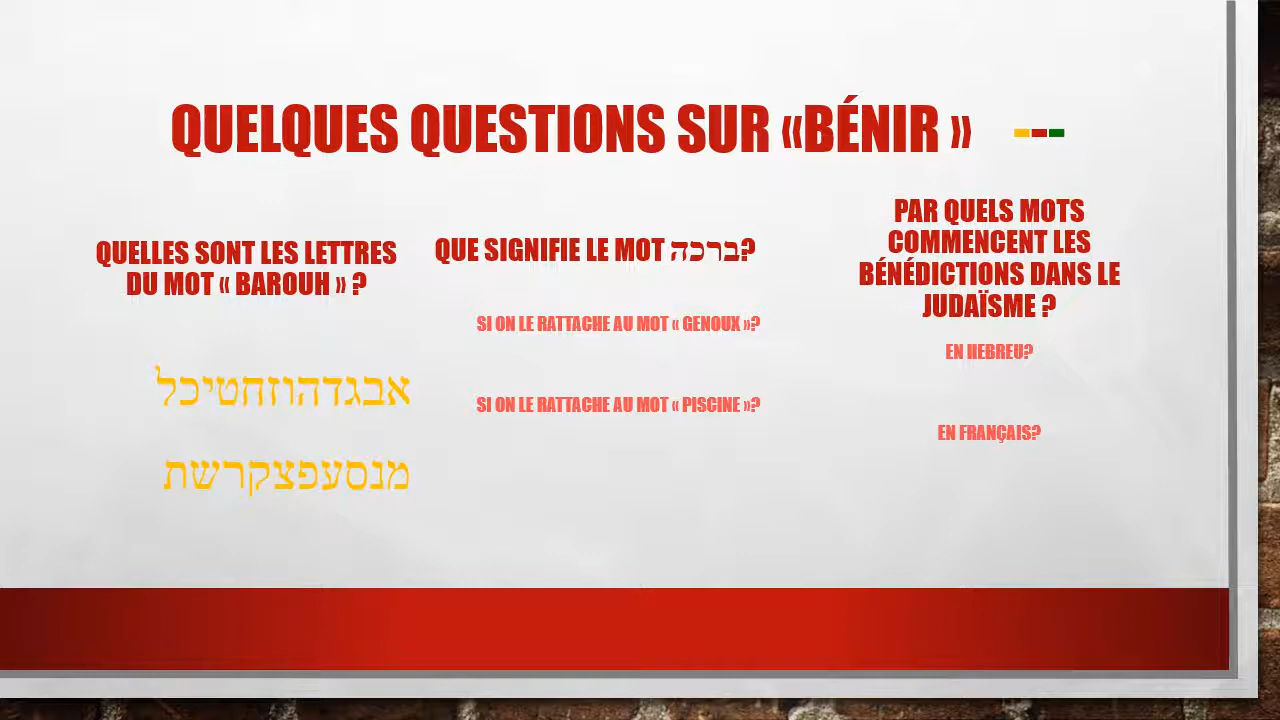 QUELQUES QUESTIONS SUR «BÉNIR »
QUELLES SONT LES LETTRES
DU MOT « BAROUH » ?
אבגדהוזחטיכל
מנסעפצקרשת
QUE SIGNIFIE LE MOT ברכה?
SI ON LE RATTACHE AU MOT « GENOUX »?
SI ON LE RATTACHE AU MOT « PISCINE »?
PAR QUELS MOTS
COMMENCENT LES
BÉNÉDICTIONS DANS LE
JUDAÏSME ?
EN HEBREU?
EN FRANÇAIS?